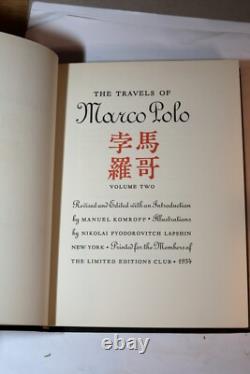 THE TRAVELS OF
Marco Polo
馬哥
孛羅
VOLUME TWO
Revised and Edited with an Introduction
by MANUEL KOMROFF • Illustrations
by NIKOLAI FYODOROVITCH LAPSHIN
NEW YORK • Printed for the Members of
THE LIMITED EDITIONS CLUB • 1934